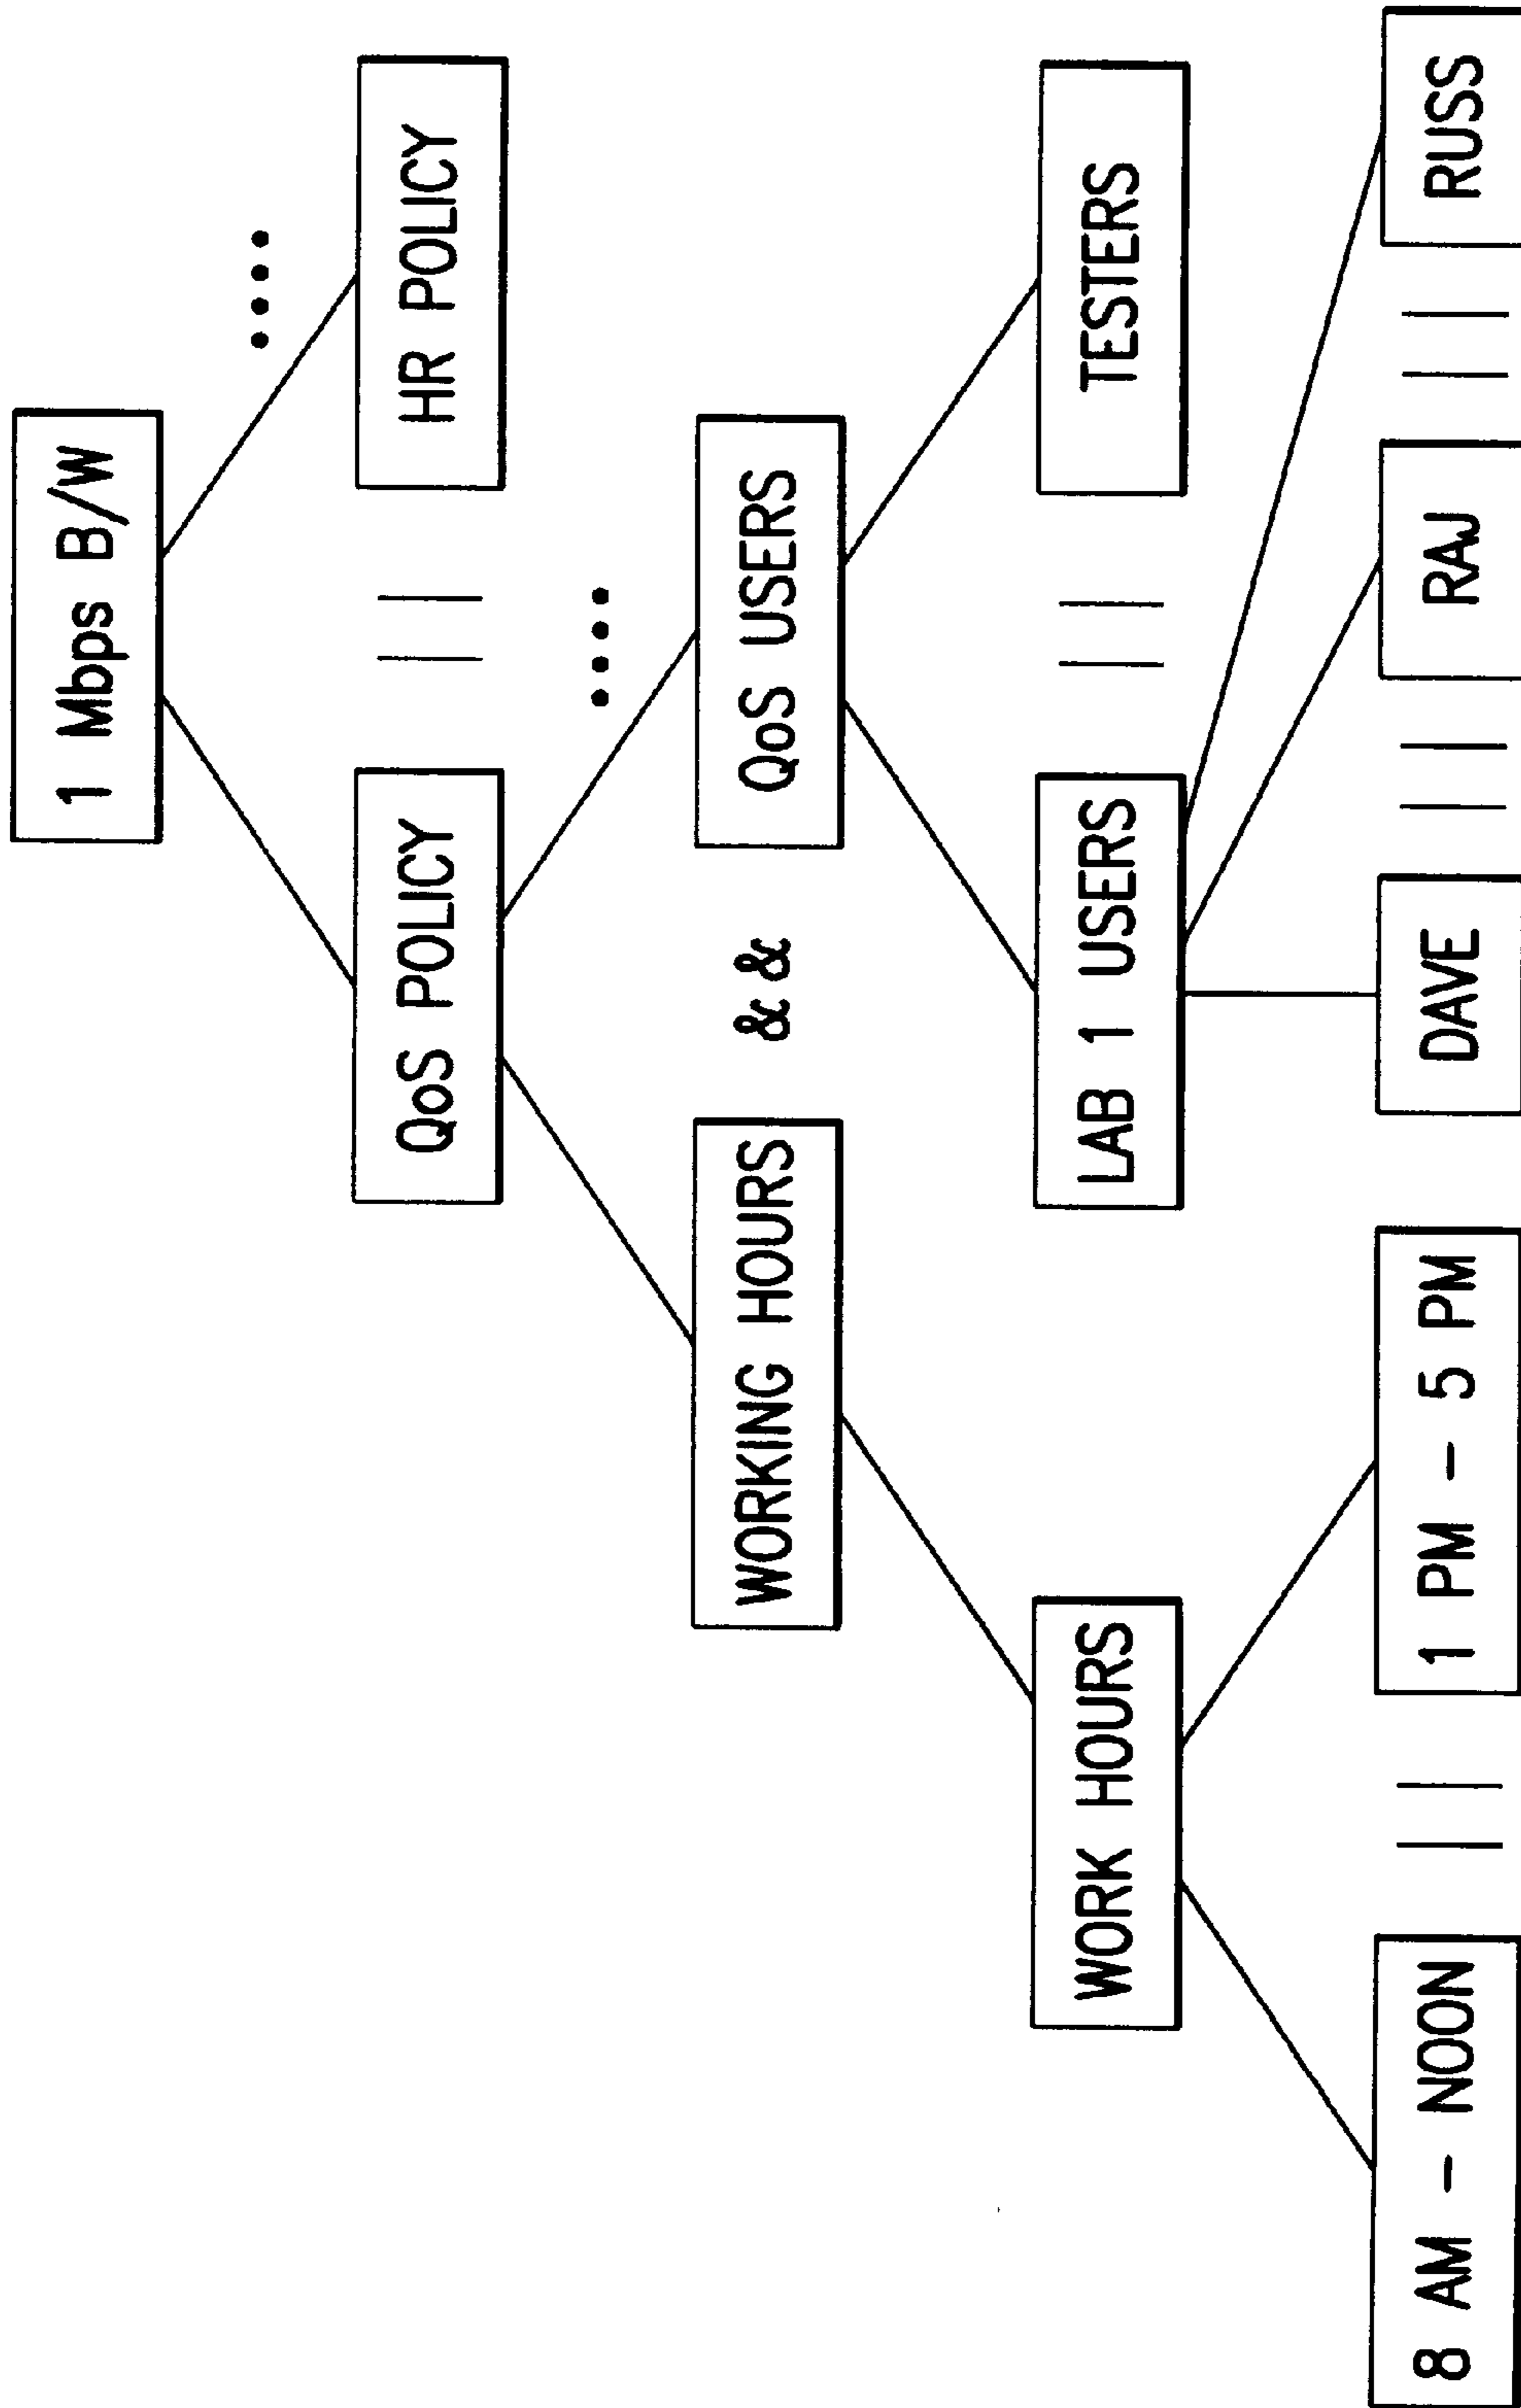 1 Mbps B/W
....
QoS POLICY || HR POLICY
....
WORKING HOURS && QoS USERS
WORK HOURS LAB 1 USERS || TESTERS
8 AM - NOON || 1 PM - 5 PM DAVE || RAJ || RUSS